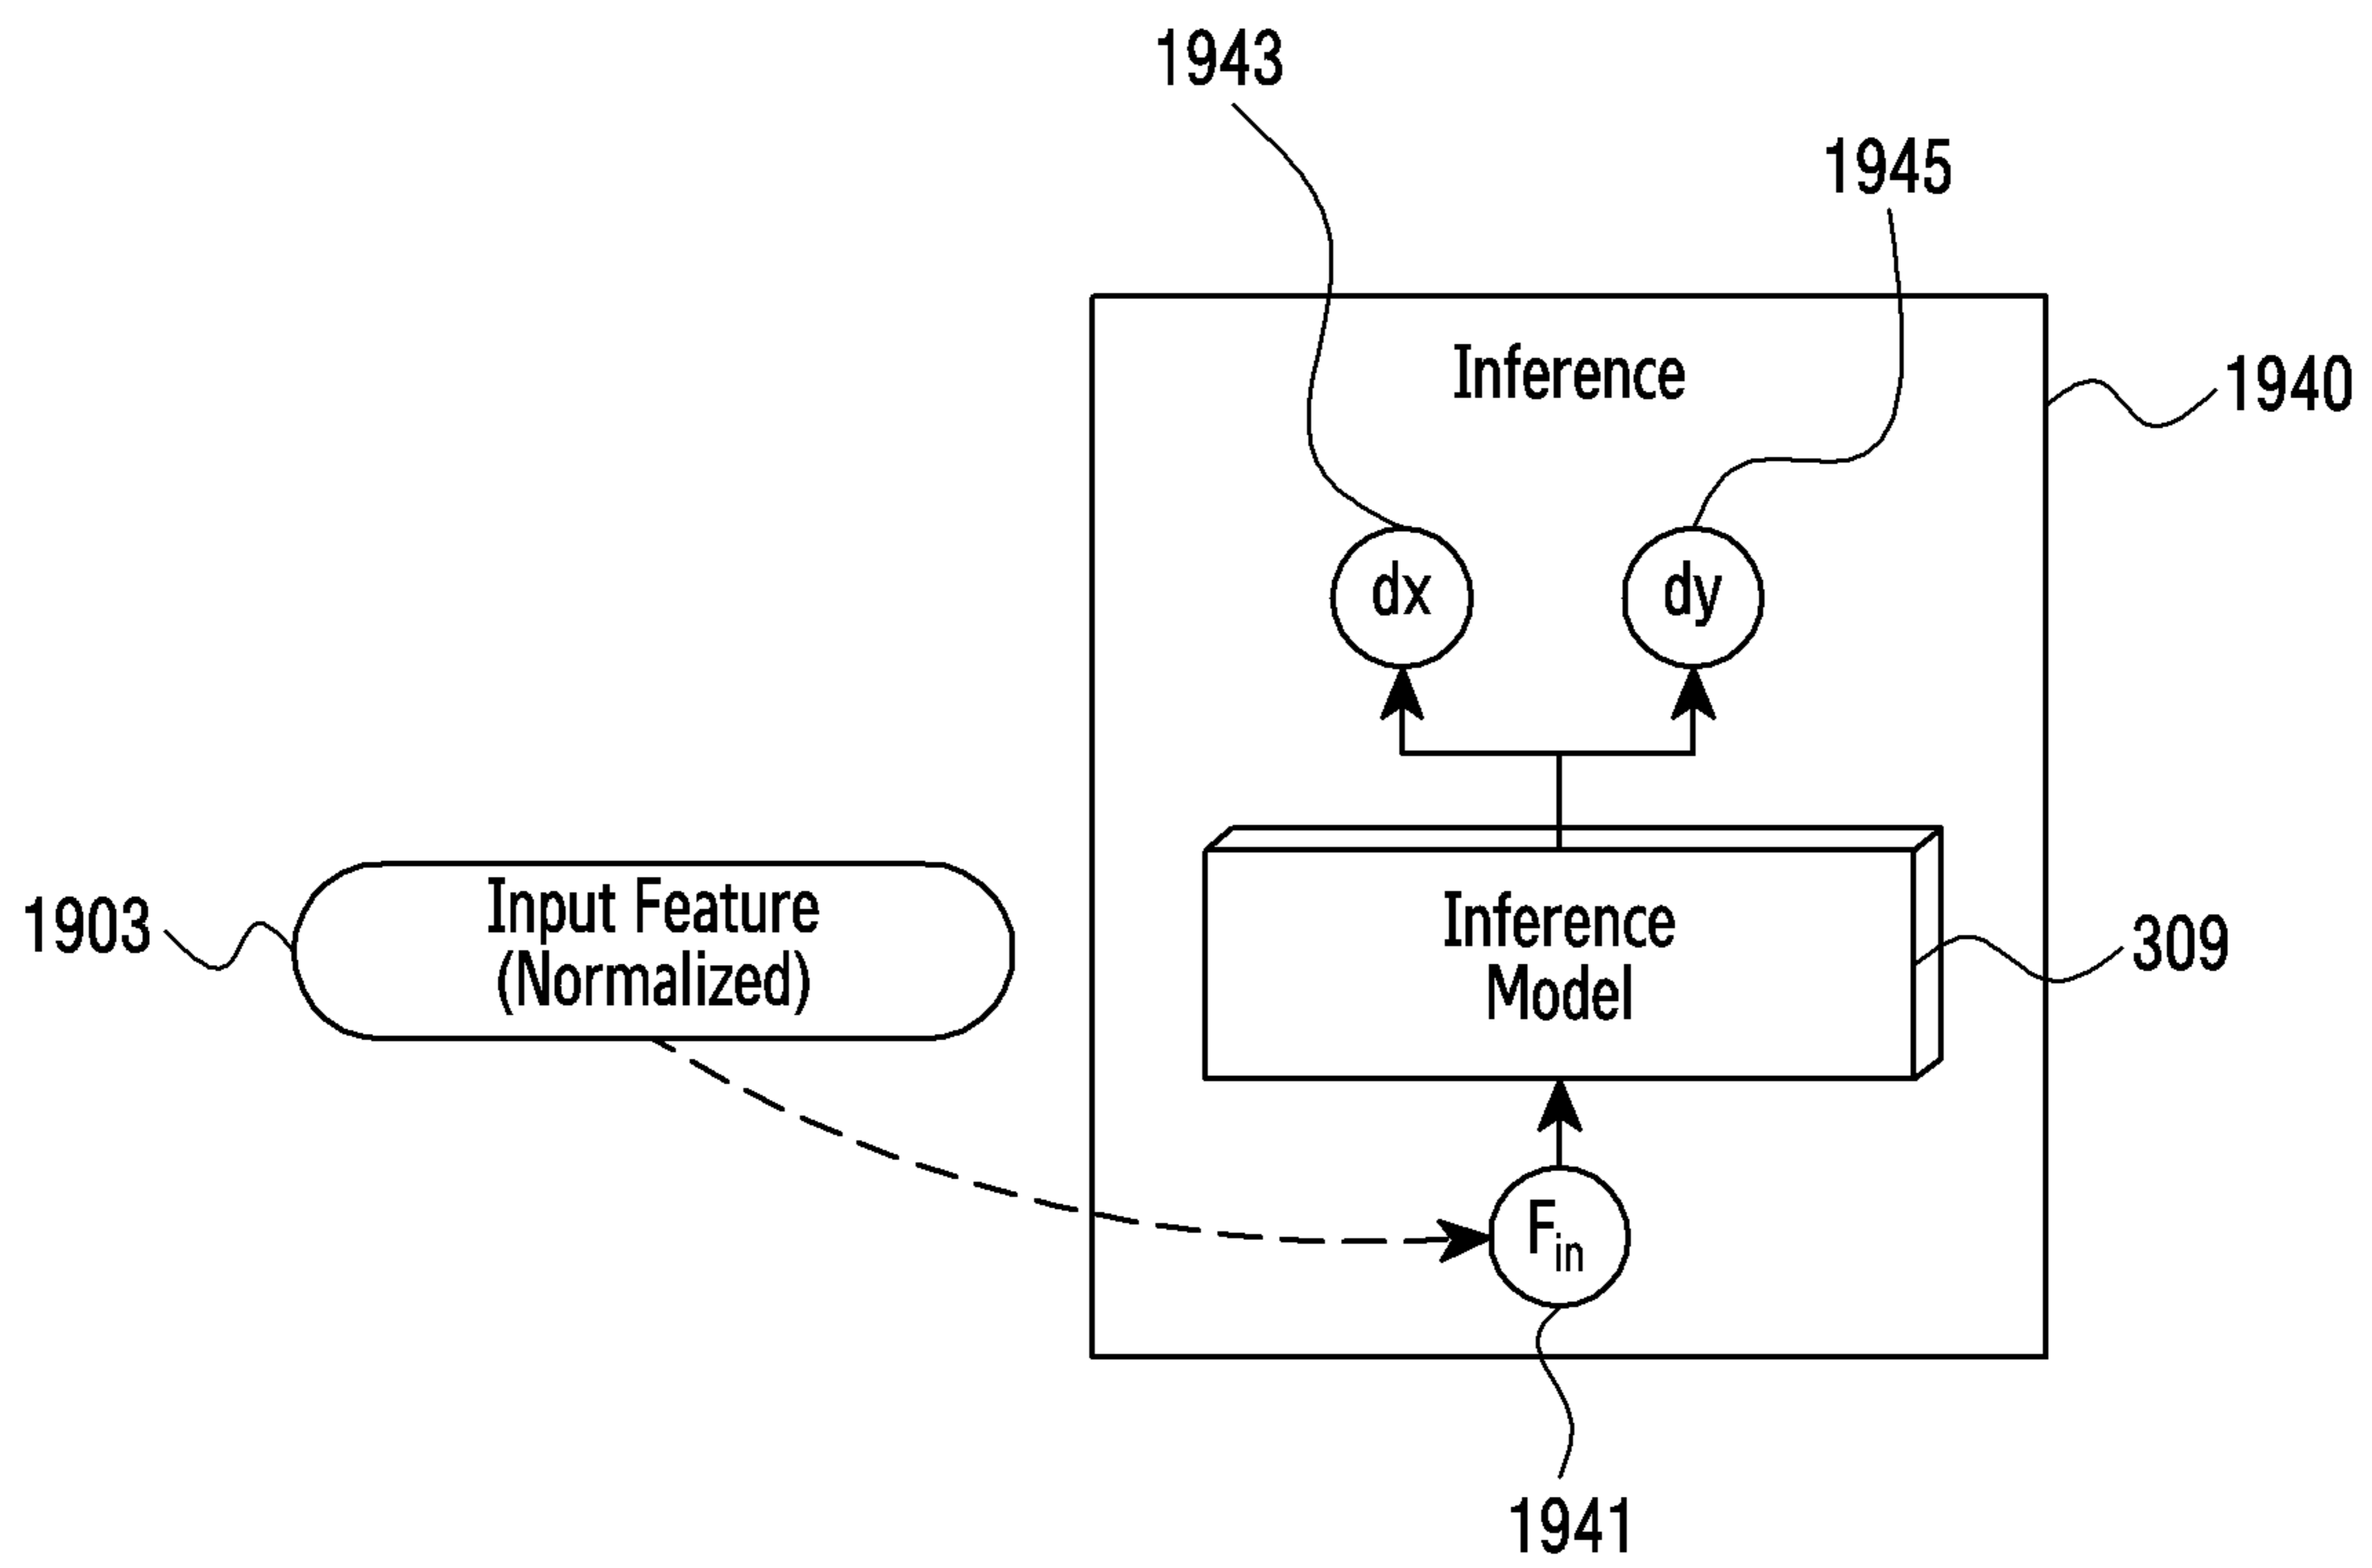 1943
1945
Inference
1940
dx
dy
Input Feature
(Normalized)
1903
Inference
Model
309
Fin
1941